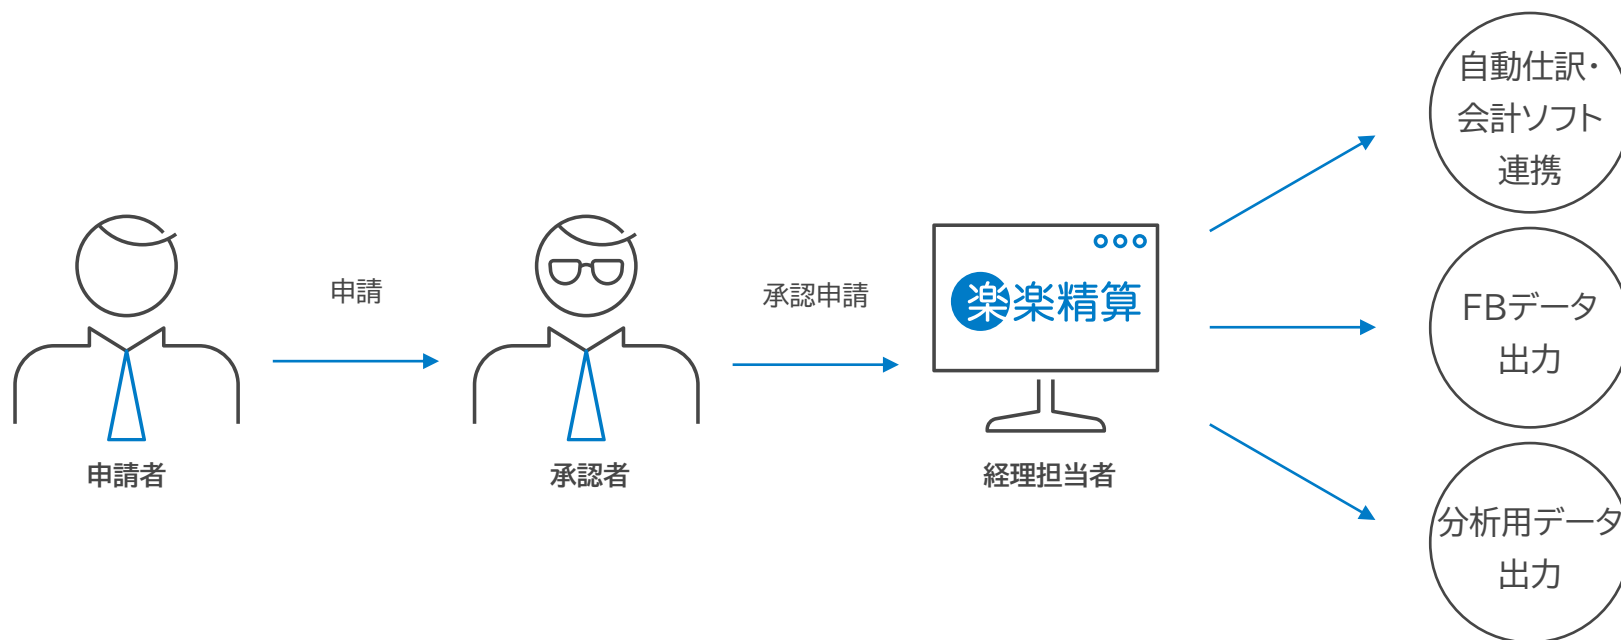 申請
承認申請
楽楽精算
申請者
承認者
経理担当者
自動仕訳・
会計ソフト
連携
FBデータ
出力
分析用データ
出力